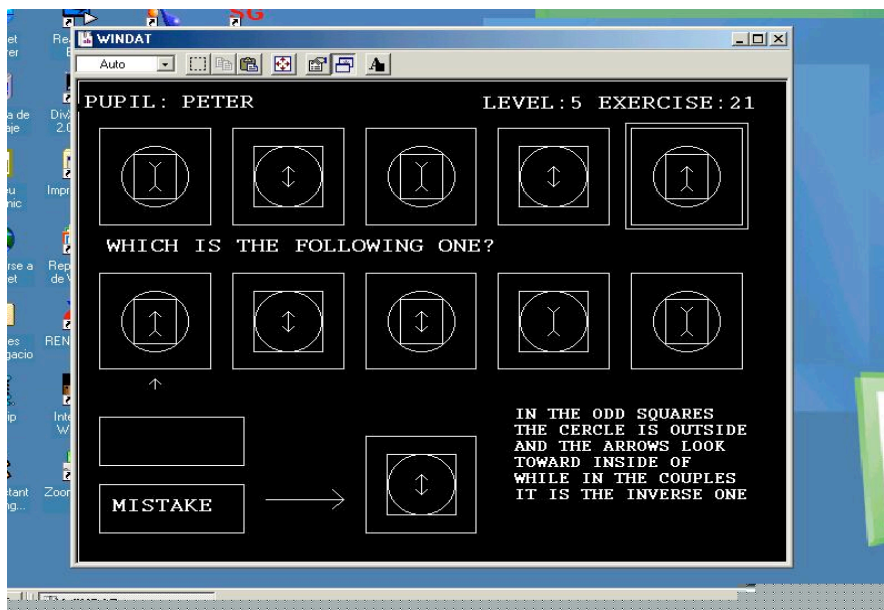 SG
WINDAT
Auto
PUPIL: PETER
LEVEL:5 EXERCISE:21
WHICH IS THE FOLLOWING ONE?
IN THE ODD SQUARES
THE CERCLE IS OUTSIDE
AND THE ARROWS LOOK
TOWARD INSIDE OF
WHILE IN THE COUPLES
IT IS THE INVERSE ONE
MISTAKE